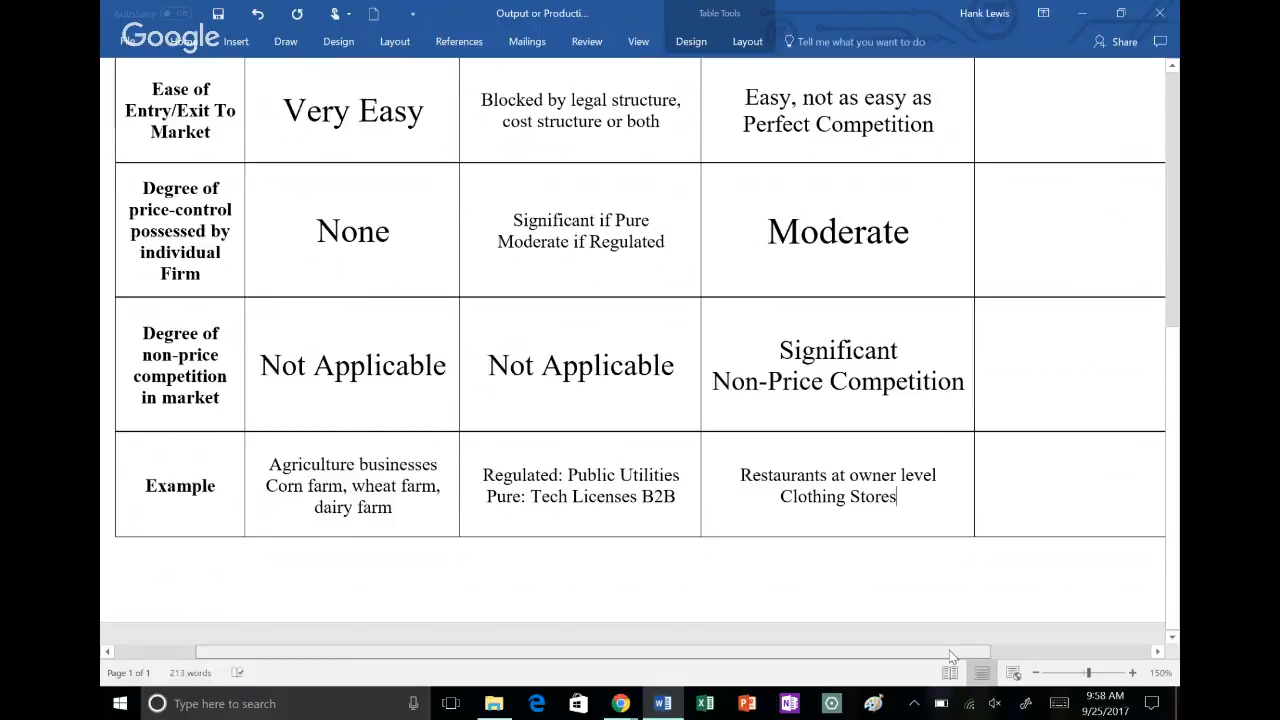 AutoSave Off
Output or Producti...
Table Tools
Hank Lewis
Google
File
Home
Insert
Draw
Design
Layout
References
Mailings
Review
View
Design
Layout
Tell me what you want to do
Share
Ease of
Entry/Exit To
Market
Very Easy
Blocked by legal structure,
cost structure or both
Easy, not as easy as
Perfect Competition
Degree of
price-control
possessed by
individual
Firm
None
Significant if Pure
Moderate if Regulated
Moderate
Degree of
non-price
competition
in market
Not Applicable
Not Applicable
Significant
Non-Price Competition
Example
Agriculture businesses
Corn farm, wheat farm,
dairy farm
Regulated: Public Utilities
Pure: Tech Licenses B2B
Restaurants at owner level
Clothing Stores
Page 1 of 1
213 words
150%
Type here to search
9:58 AM
9/25/2017